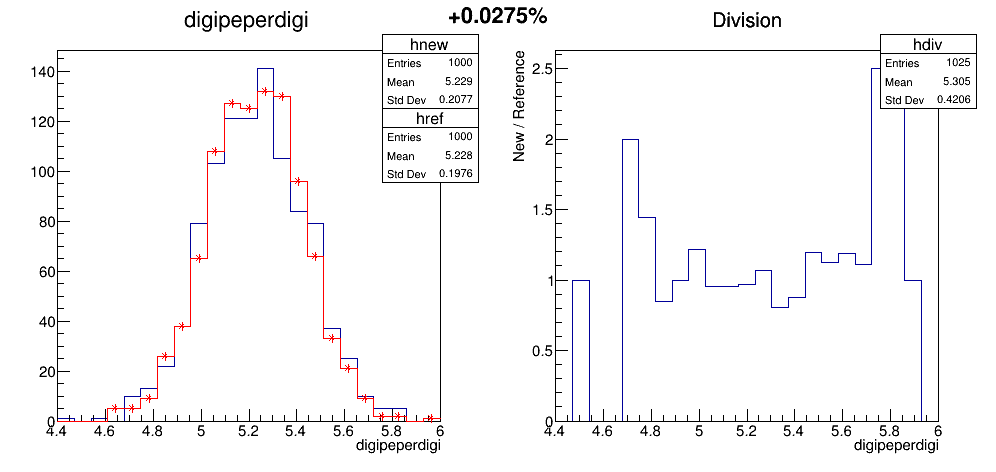 digipeperdigi
+0.0275%
Division
hnew
Entries 1000
Mean 5.229
Std Dev 0.2077
href
Entries 1000
Mean 5.228
Std Dev 0.1976
140
120
100
80
60
40
20
0
4.4 4.6 4.8 5 5.2 5.4 5.6 5.8 6
digipeperdigi
hdiv
Entries 1025
Mean 5.305
Std Dev 0.4206
New / Reference
2.5
2
1.5
1
0.5
0
4.4 4.6 4.8 5 5.2 5.4 5.6 5.8 6
digipeperdigi